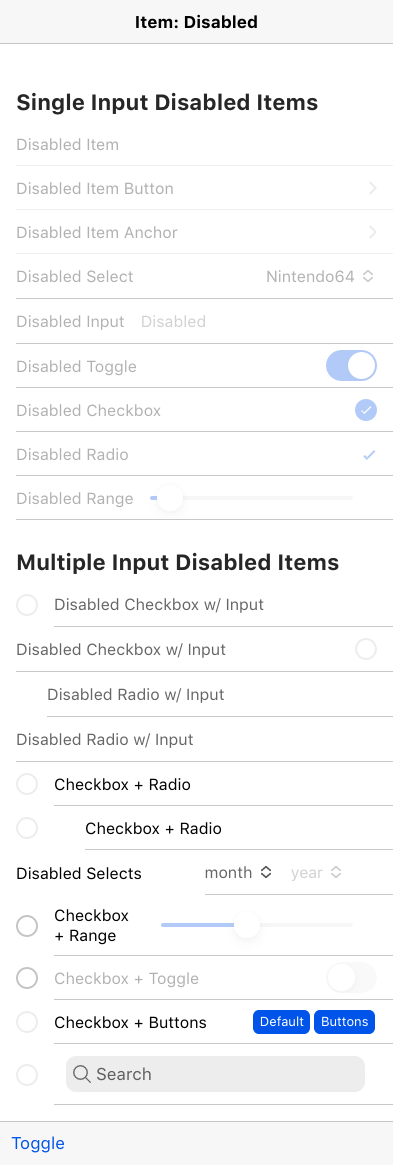 Item: Disabled
Single Input Disabled Items
Disabled Item
Disabled Item Button
Disabled Item Anchor
Disabled Select Nintendo64
Disabled Input Disabled
Disabled Toggle
Disabled Checkbox
Disabled Radio
Disabled Range
Multiple Input Disabled Items
Disabled Checkbox w/ Input
Disabled Checkbox w/ Input
Disabled Radio w/ Input
Disabled Radio w/ Input
Checkbox + Radio
Checkbox + Radio
Disabled Selects month year
Checkbox
+ Range
Checkbox + Toggle
Checkbox + Buttons Default Buttons
Search
Toggle